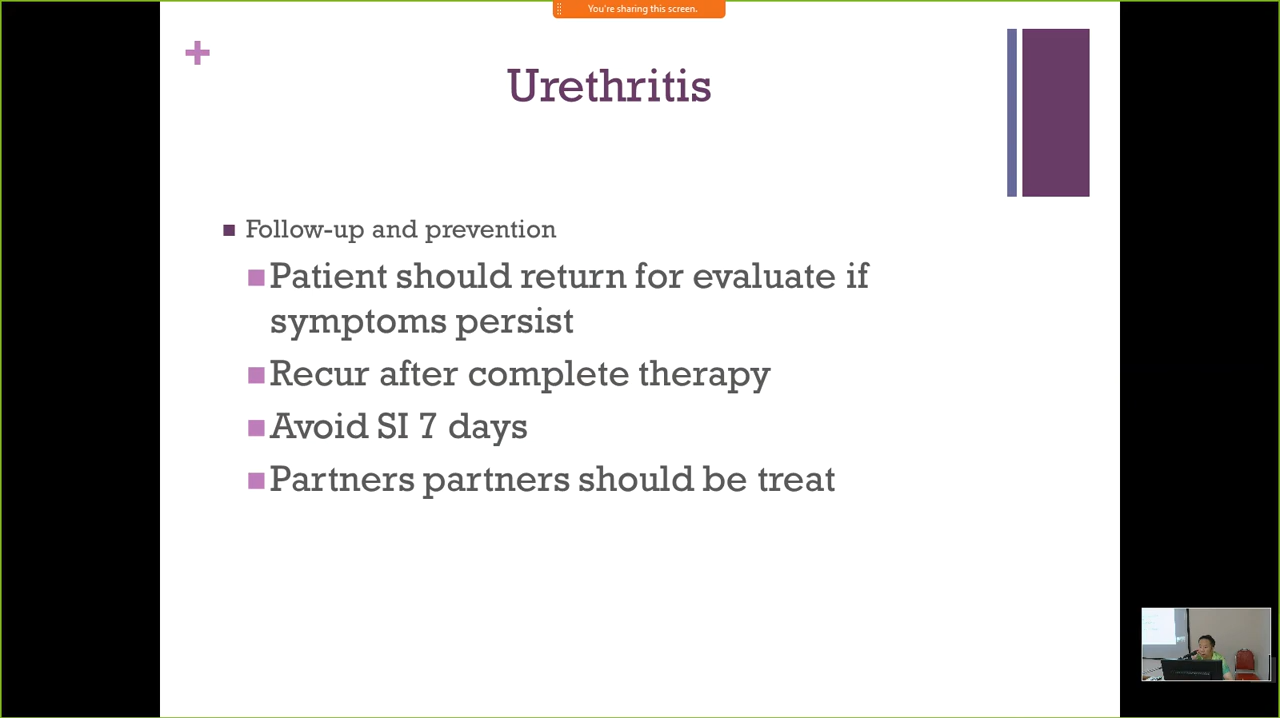 You're sharing this screen.
+
Urethritis
Follow-up and prevention
Patient should return for evaluate if
symptoms persist
Recur after complete therapy
Avoid SI 7 days
Partners partners should be treat